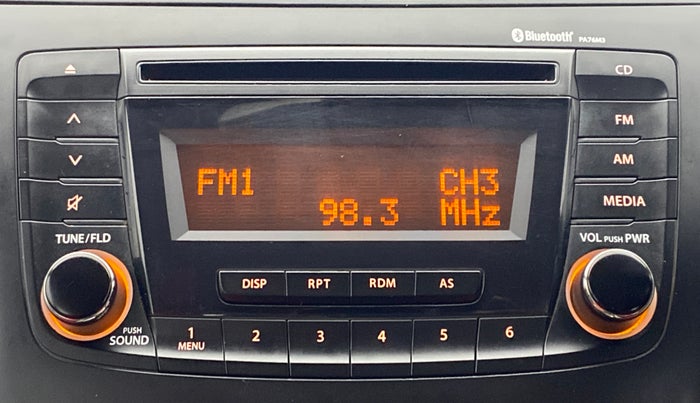 Bluetooth PA76M3
CD
FM
AM
MEDIA
FM1 CH3
98.3 MHz
TUNE/FLD
VOL PUSH PWR
DISP RPT RDM AS
PUSH SOUND
1 2 3 4 5 6
MENU